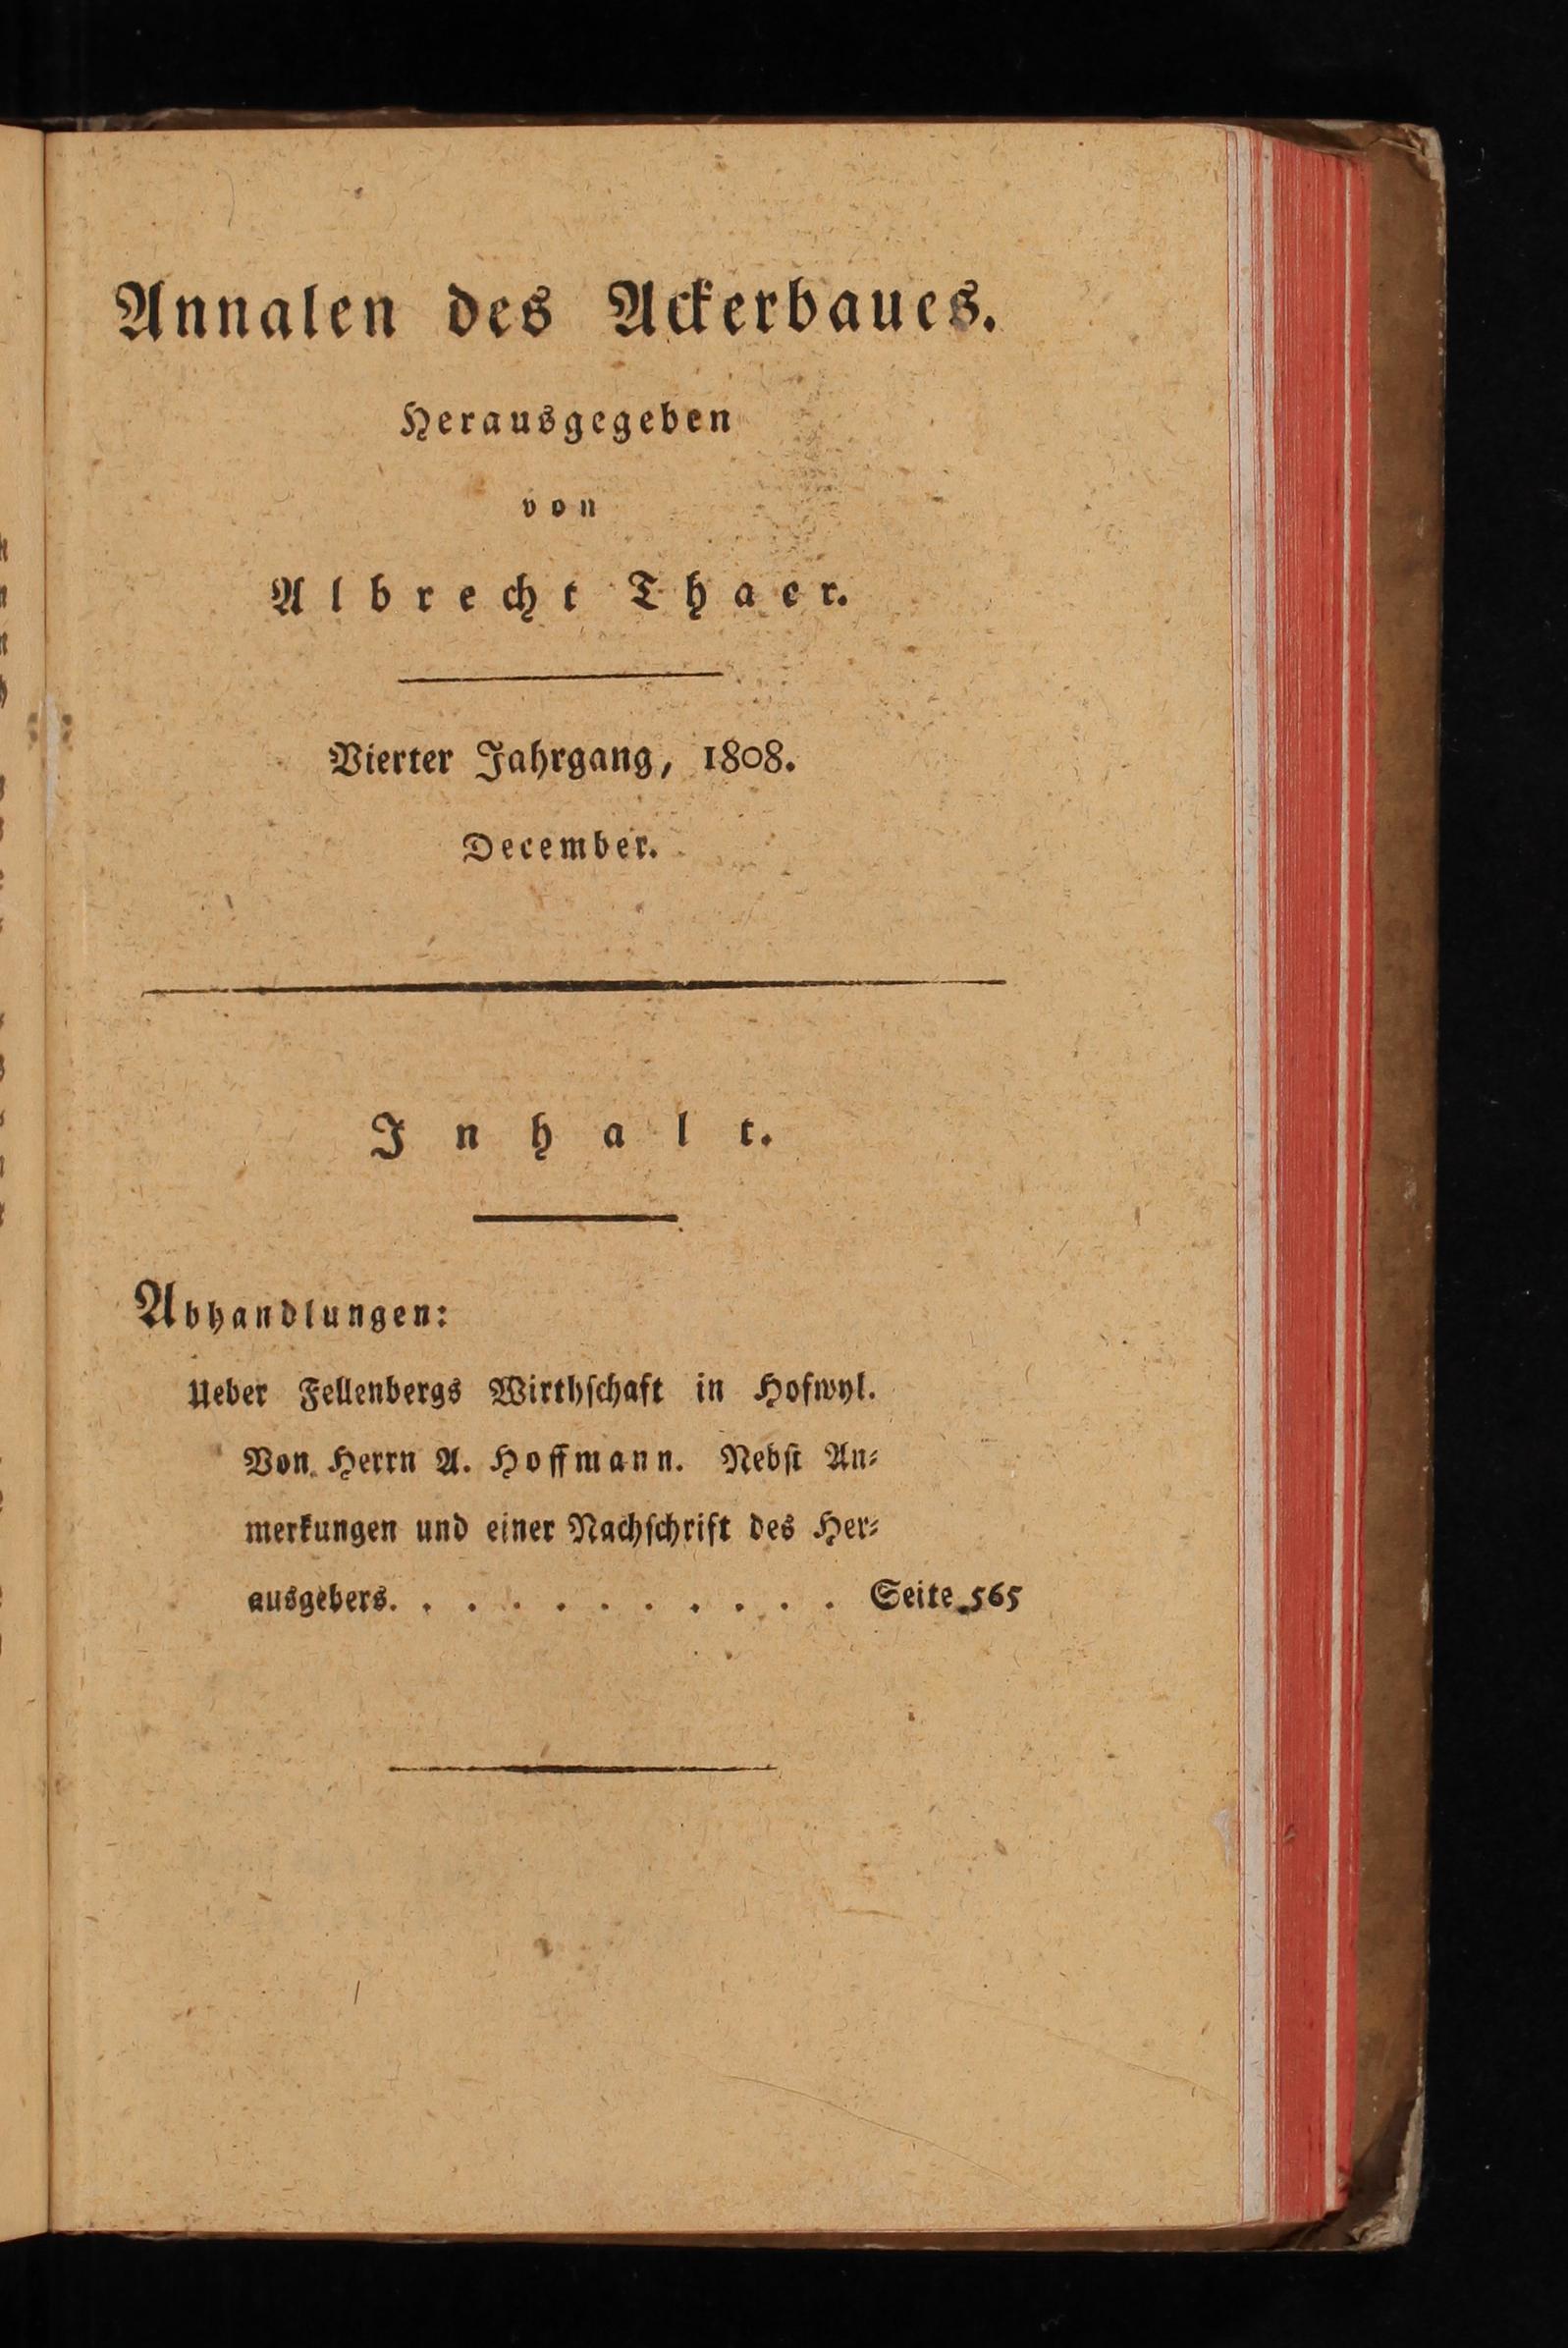 Annalen des Ackerbaues.
Herausgegeben
von
Albrecht Thaer.
Vierter Jahrgang, 1808.
December.
Inhalt.
Abhandlungen:
Ueber Fellenbergs Wirthſchaft in Hofwyl.
Von Herrn A. Hoffmann. Nebſt An⸗
merkungen und einer Nachſchrift des Her⸗
ausgebers. . . . . . . . . . . Seite 565